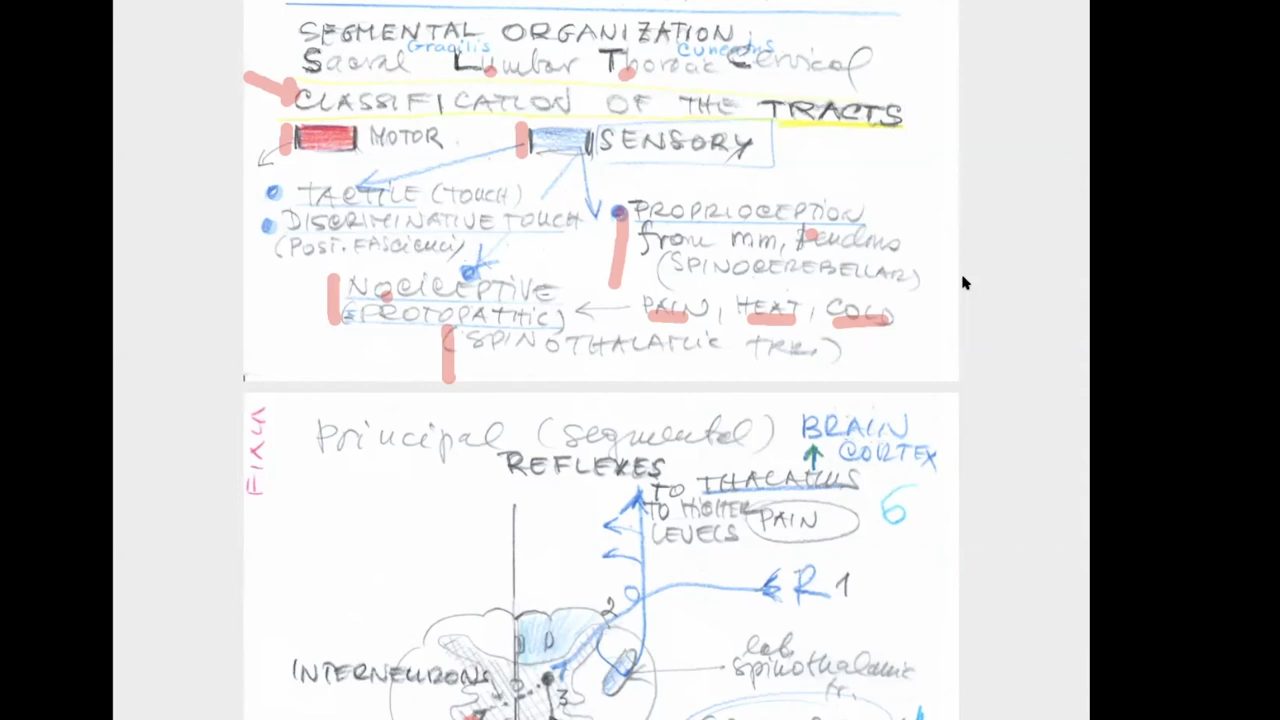 SEGMENTAL ORGANIZATION
Gracilis Cuneatus
Sacral Lumbar Thoracic Cervical
CLASSIFICATION OF THE TRACTS
MOTOR SENSORY
TACTILE (TOUCH)
DISCRIMINATIVE TOUCH
(POST. FASCICULI)
PROPRIOCEPTION
from mm, tendons
(SPINOCEREBELLAR)
NOCICEPTIVE
(PROTOPATHIC) PAIN, HEAT, COLD
(SPINOTHALAMIC
Principal (segmental)
REFLEXES
BRAIN
CORTEX
TO THALAMUS
TO HIGHER
LEVELS
PAIN
6
R 1
2
INTERNEURONS
3
spinothalamic
tr.